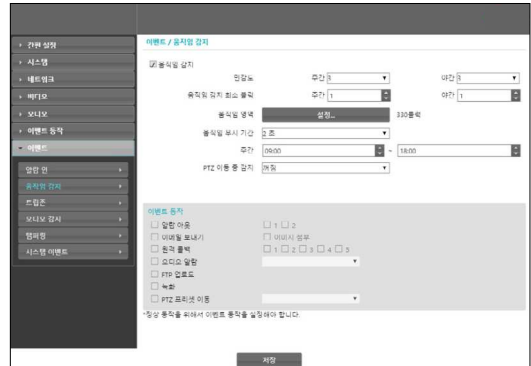 간편 설정
시스템
네트워크
비디오
오디오
이벤트 동작
이벤트
알람 인
움직임 감지
트립존
오디오 감지
탬퍼링
시스템 이벤트
이벤트 / 움직임 감지
움직임 감지
민감도 주간 3 야간 3
움직임 감지 최소 블럭 주간 1 야간 1
움직임 영역 설정... 330블럭
움직임 무시 기간 2 초
주간 09:00 ~ 18:00
PTZ 이동 중 감지 꺼짐
이벤트 동작
알람 아웃 1 2
이메일 보내기 이미지 첨부
원격 콜백 1 2 3 4 5
오디오 알람
FTP 업로드
녹화
PTZ 프리셋 이동
*정상 동작을 위해서 이벤트 동작을 설정해야 합니다.
저장